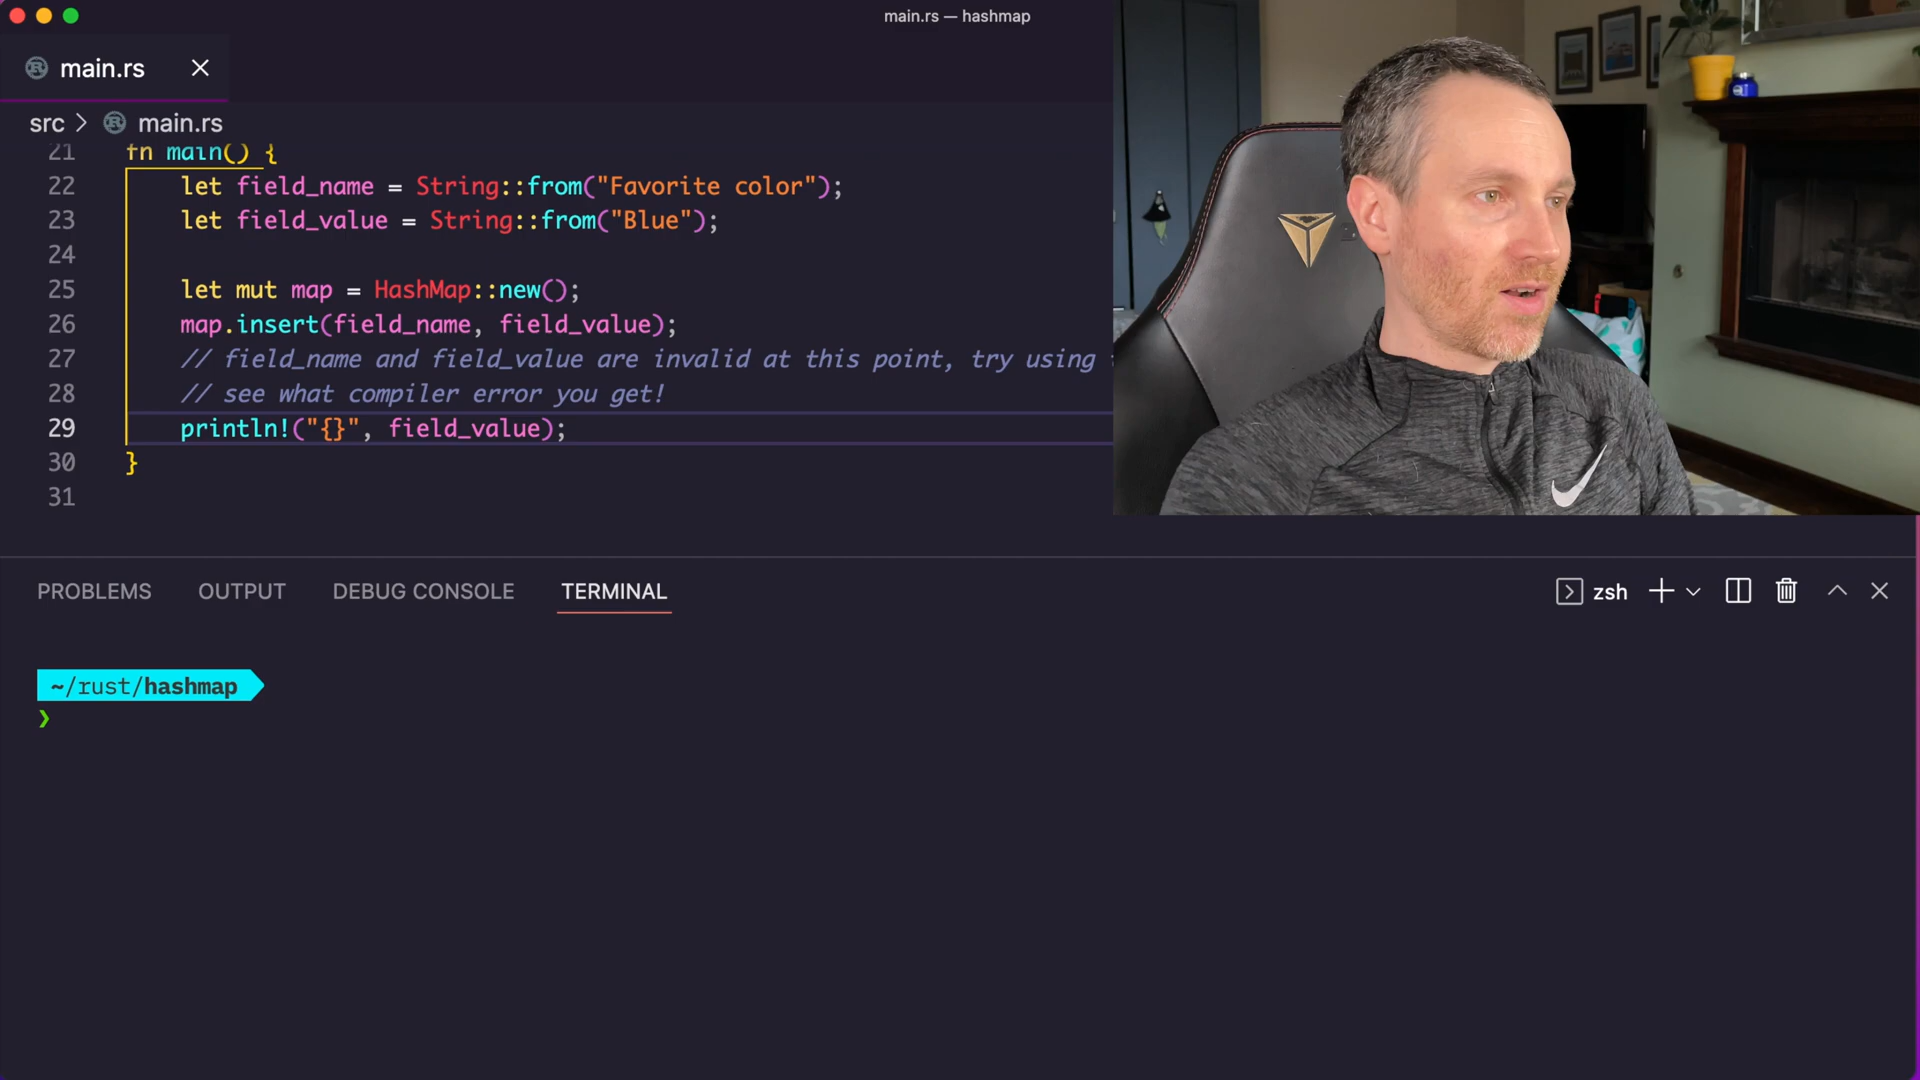 main.rs — hashmap
main.rs
src > main.rs
21 fn main() {
22 let field_name = String::from("Favorite color");
23 let field_value = String::from("Blue");
24
25 let mut map = HashMap::new();
26 map.insert(field_name, field_value);
27 // field_name and field_value are invalid at this point, try using
28 // see what compiler error you get!
29 println!("{}", field_value);
30 }
31
PROBLEMS OUTPUT DEBUG CONSOLE TERMINAL zsh
~/rust/hashmap
❯